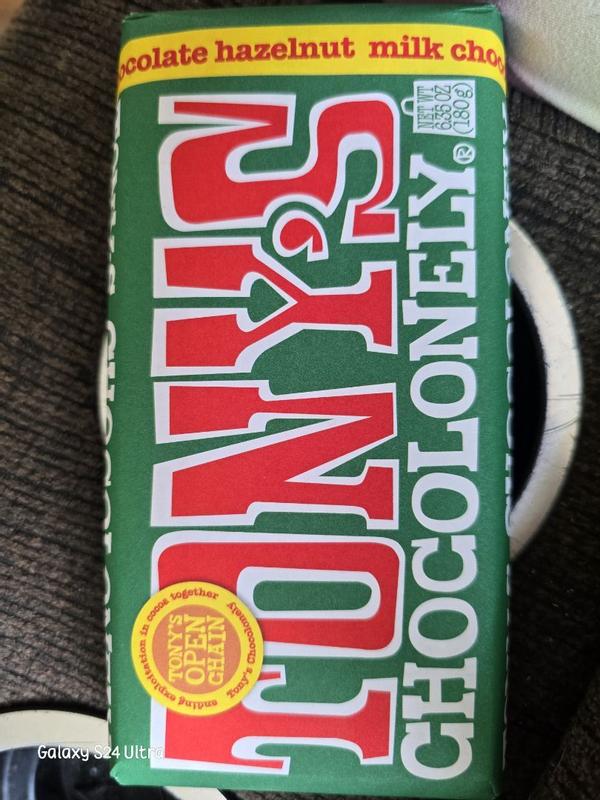 ocolate hazelnut milk choc
NET WT
6.35 OZ
(180g)
TONY'S
CHOCOLONELY®
ending exploitation in cocoa together
TONY'S
OPEN
CHAIN
Tony's Chocolonely
Galaxy S24 Ultra